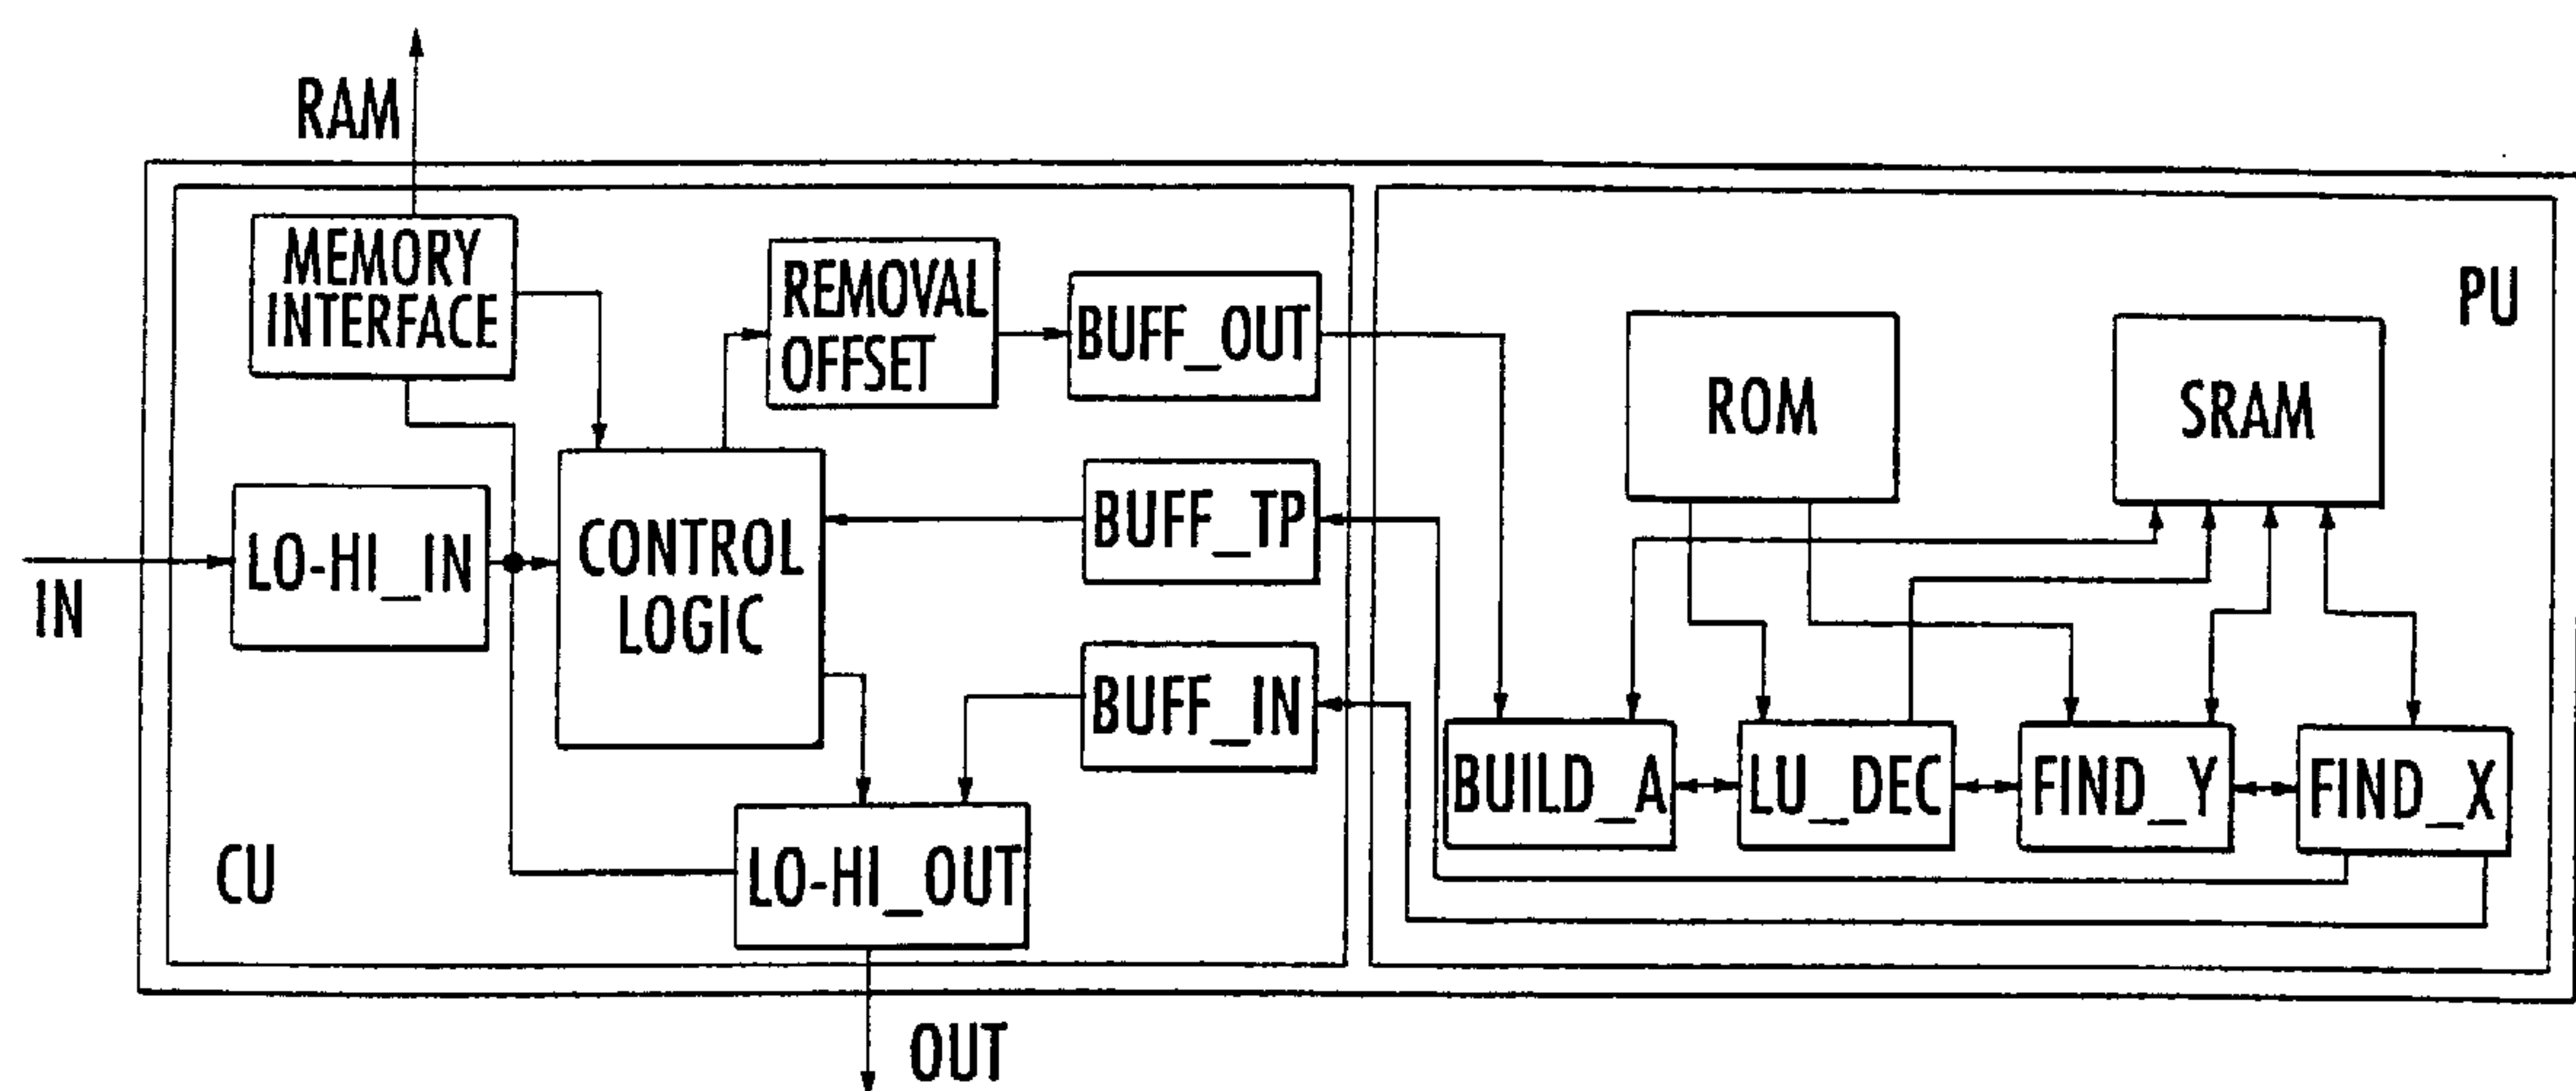 RAM
MEMORY
INTERFACE
REMOVAL
OFFSET
BUFF_OUT
PU
ROM
SRAM
LO-HI_IN
CONTROL
LOGIC
BUFF_TP
IN
BUFF_IN
BUILD_A
LU_DEC
FIND_Y
FIND_X
CU
LO-HI_OUT
OUT